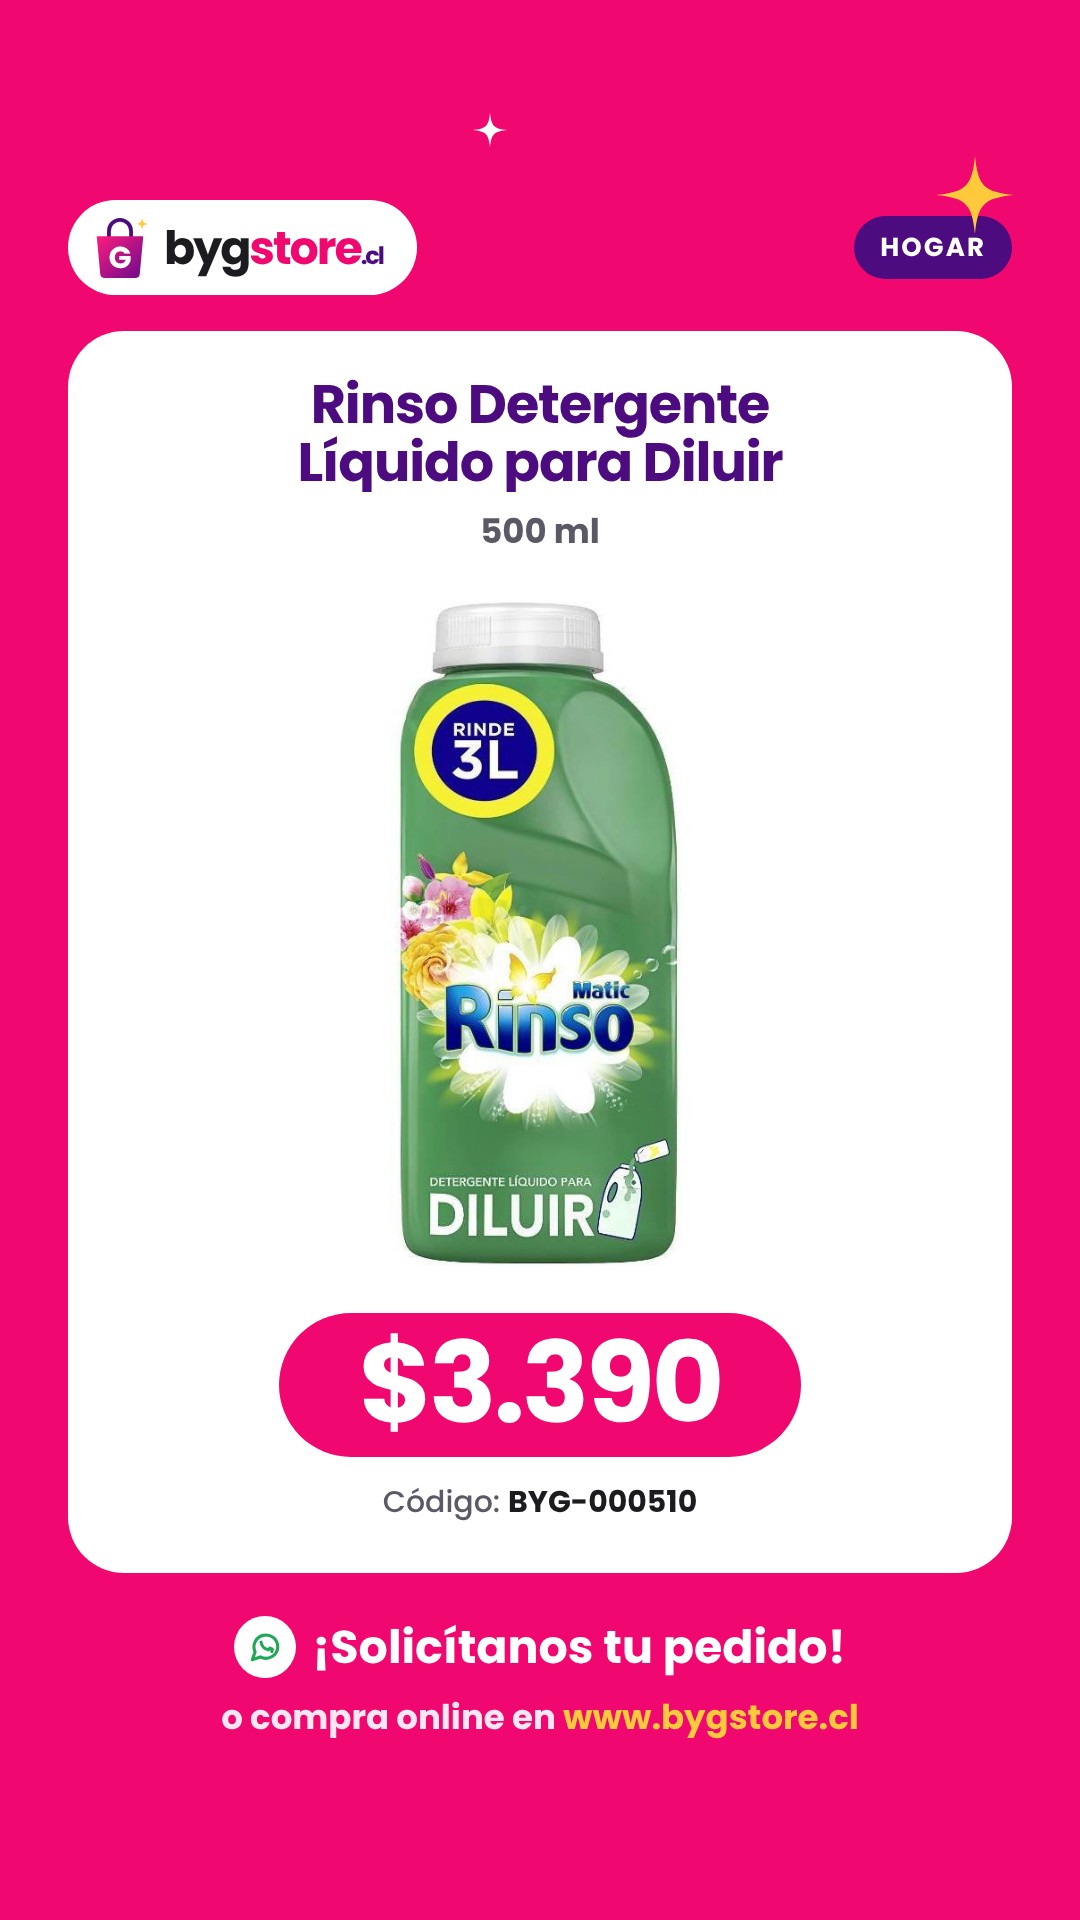 bygstore.cl
G
HOGAR
Rinso Detergente
Líquido para Diluir
500 ml
RINDE
3L
Matic
Rinso
DETERGENTE LÍQUIDO PARA
DILUIR
$3.390
Código: BYG-000510
¡Solicítanos tu pedido!
o compra online en www.bygstore.cl